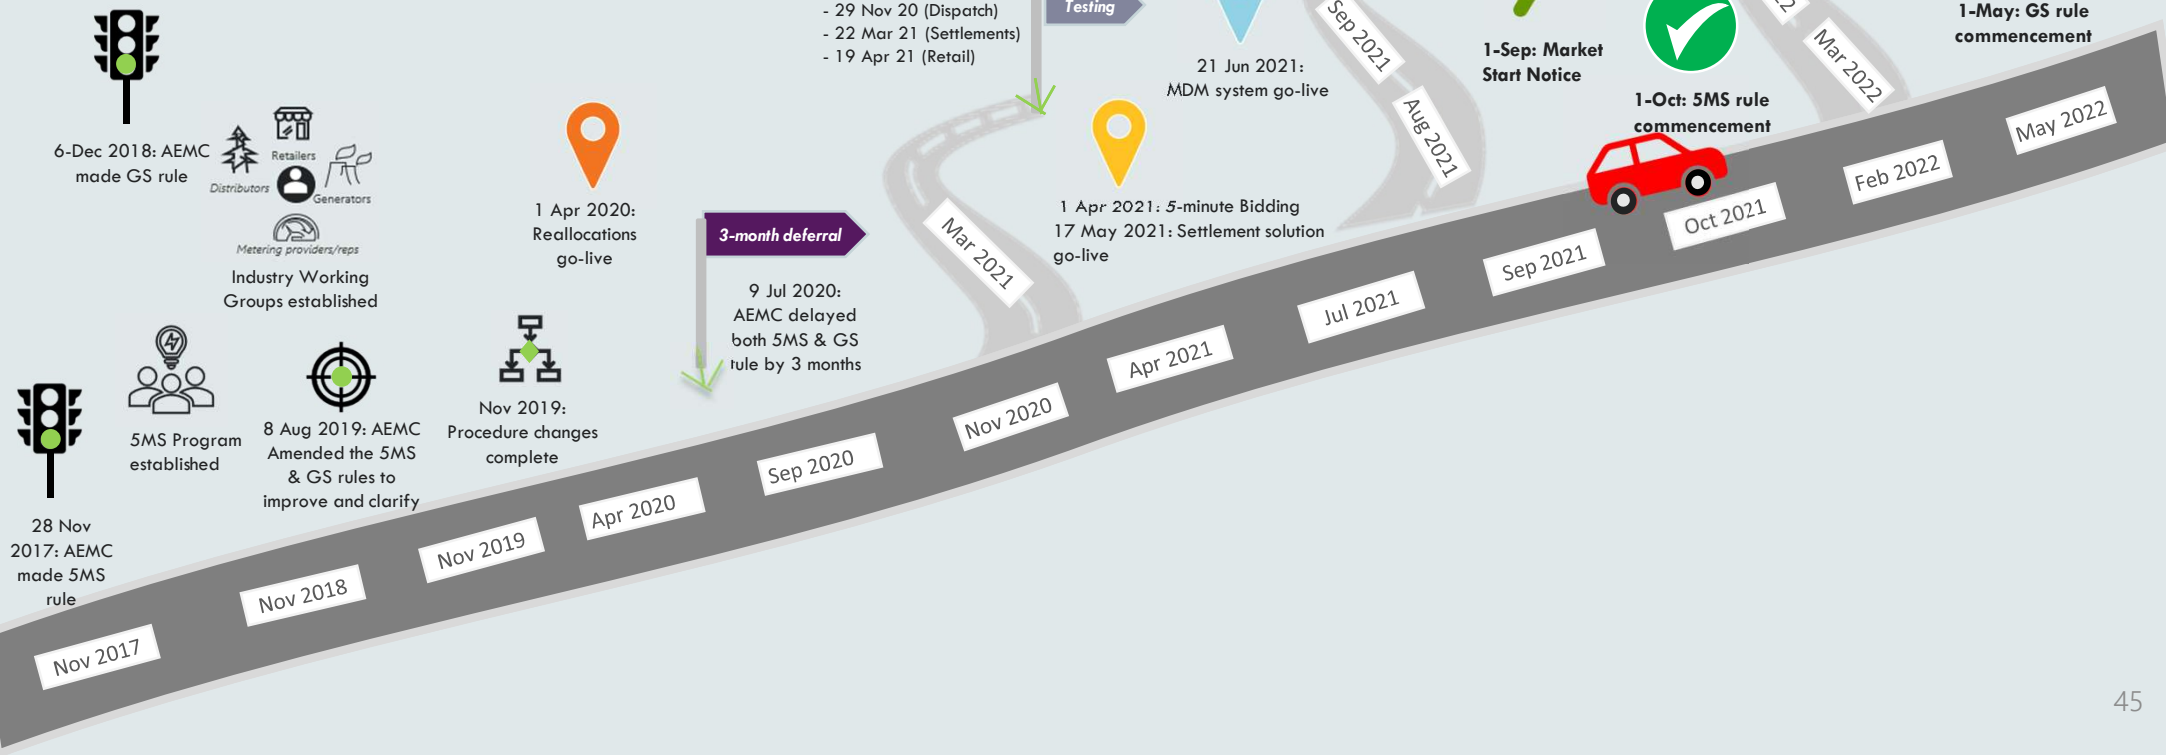 - 29 Nov 20 (Dispatch)
- 22 Mar 21 (Settlements)
- 19 Apr 21 (Retail)
Testing
Sep 2021
Aug 2021
1-Sep: Market
Start Notice
1-Oct: 5MS rule
commencement
Mar 2022
1-May: GS rule
commencement
21 Jun 2021:
MDM system go-live
6-Dec 2018: AEMC
made GS rule
Retailers
Distributors
Generators
Metering providers/reps
Industry Working
Groups established
1 Apr 2020:
Reallocations
go-live
3-month deferral
9 Jul 2020:
AEMC delayed
both 5MS & GS
rule by 3 months
Mar 2021
1 Apr 2021: 5-minute Bidding
17 May 2021: Settlement solution
go-live
5MS Program
established
8 Aug 2019: AEMC
Amended the 5MS
& GS rules to
improve and clarify
Nov 2019:
Procedure changes
complete
28 Nov
2017: AEMC
made 5MS
rule
Nov 2017
Nov 2018
Nov 2019
Apr 2020
Sep 2020
Nov 2020
Apr 2021
Jul 2021
Sep 2021
Oct 2021
Feb 2022
May 2022
45